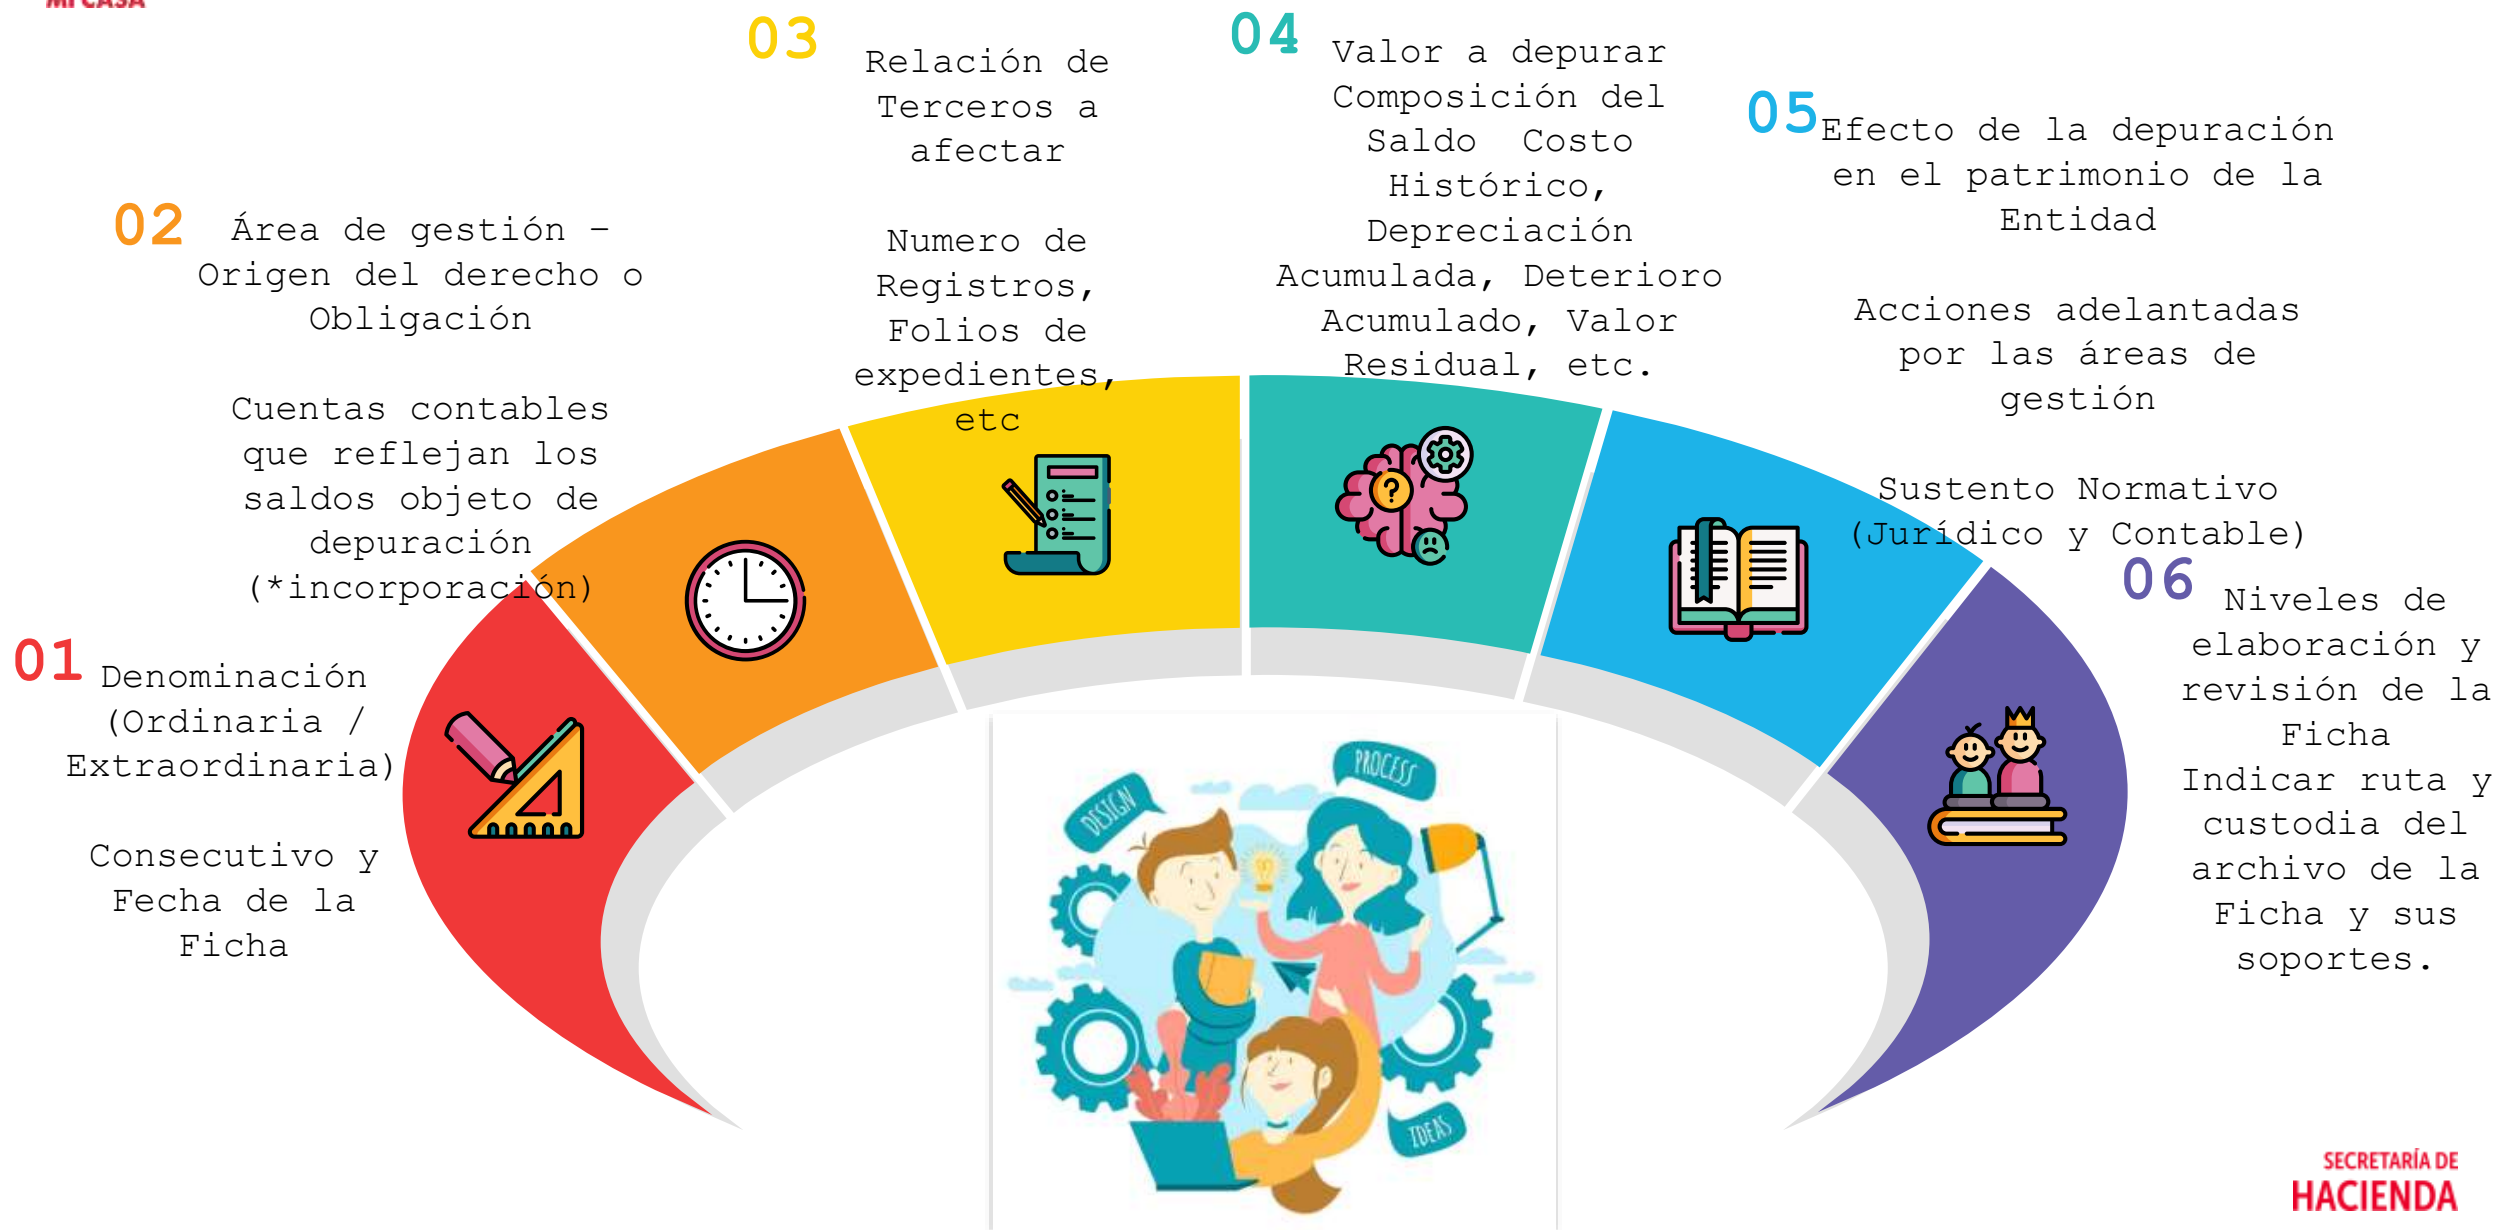 MI CASA
01
Denominación
(Ordinaria /
Extraordinaria)
Consecutivo y
Fecha de la
Ficha
02
Área de gestión –
Origen del derecho o
Obligación
Cuentas contables
que reflejan los
saldos objeto de
depuración
(*incorporación)
03
Relación de
Terceros a
afectar
Numero de
Registros,
Folios de
expedientes,
etc
04
Valor a depurar
Composición del
Saldo  Costo
Histórico,
Depreciación
Acumulada, Deterioro
Acumulado, Valor
Residual, etc.
05
Efecto de la depuración
en el patrimonio de la
Entidad
Acciones adelantadas
por las áreas de
gestión
Sustento Normativo
(Jurídico y Contable)
06
Niveles de
elaboración y
revisión de la
Ficha
Indicar ruta y
custodia del
archivo de la
Ficha y sus
soportes.
DESIGN
PROCESS
IDEAS
SECRETARÍA DE
HACIENDA